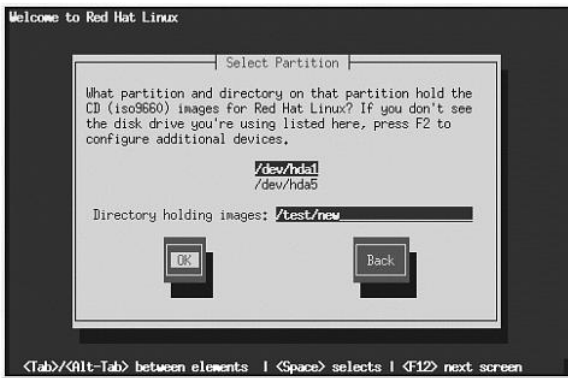 Welcome to Red Hat Linux
Select Partition
What partition and directory on that partition hold the
CD (iso9660) images for Red Hat Linux? If you don't see
the disk drive you're using listed here, press F2 to
configure additional devices.
/dev/hda1
/dev/hda5
Directory holding images: /test/new
OK Back
<Tab>/<Alt-Tab> between elements | <Space> selects | <F12> next screen